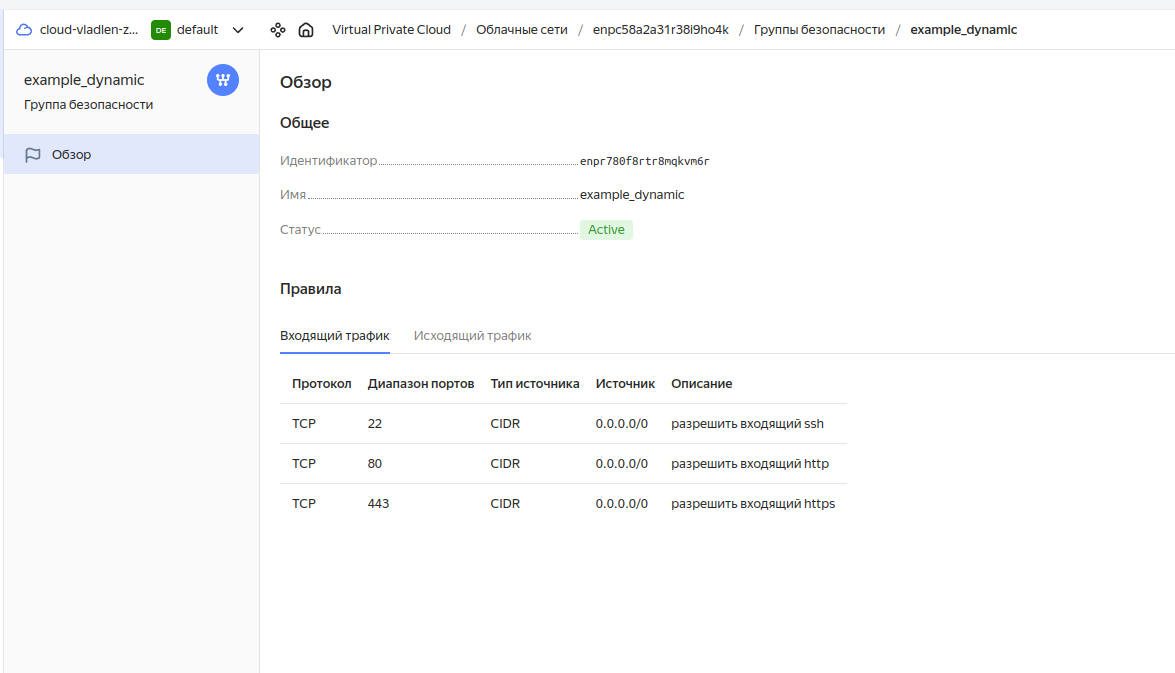 cloud-vladlen-z... DE default Virtual Private Cloud / Облачные сети / enpc58a2a31r38i9ho4k / Группы безопасности / example_dynamic
example_dynamic
Группа безопасности
Обзор
Обзор
Общее
Идентификатор enpr780f8rtr8mqkvm6r
Имя example_dynamic
Статус Active
Правила
Входящий трафик Исходящий трафик
Протокол Диапазон портов Тип источника Источник Описание
TCP 22 CIDR 0.0.0.0/0 разрешить входящий ssh
TCP 80 CIDR 0.0.0.0/0 разрешить входящий http
TCP 443 CIDR 0.0.0.0/0 разрешить входящий https